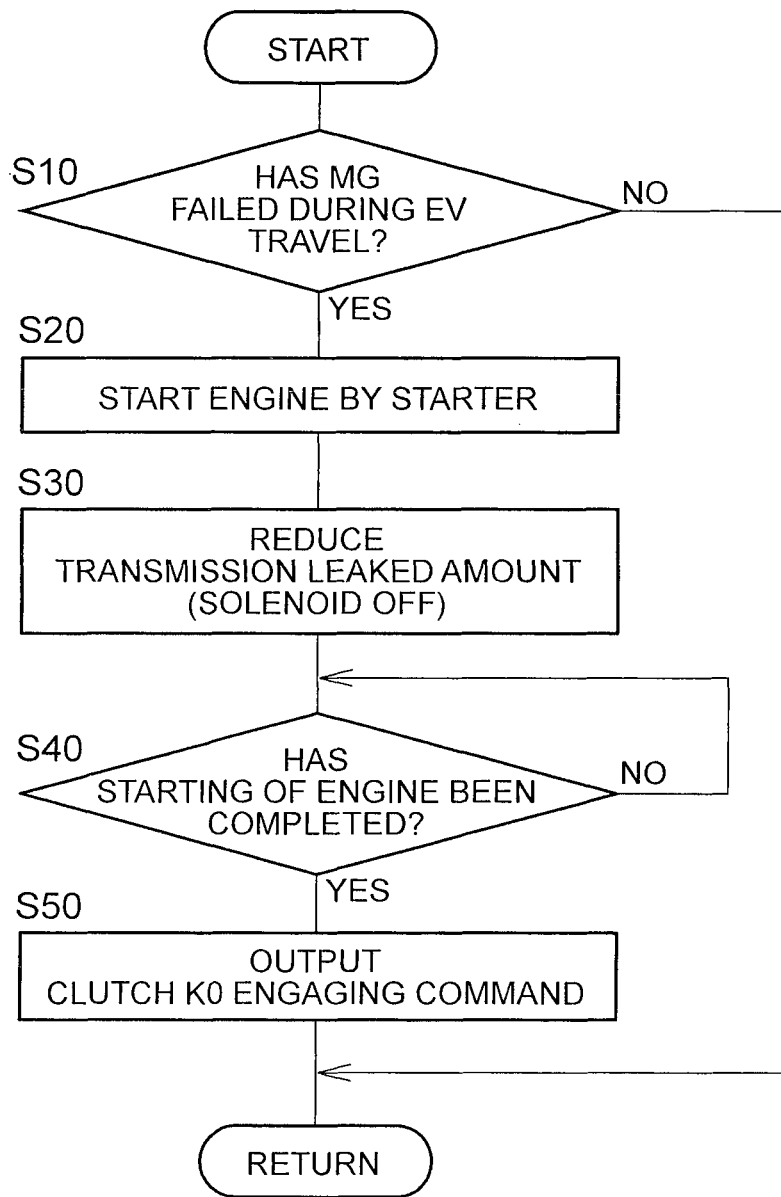 START
S10
HAS MG
FAILED DURING EV
TRAVEL?
NO
YES
S20
START ENGINE BY STARTER
S30
REDUCE
TRANSMISSION LEAKED AMOUNT
(SOLENOID OFF)
S40
HAS
STARTING OF ENGINE BEEN
COMPLETED?
NO
YES
S50
OUTPUT
CLUTCH K0 ENGAGING COMMAND
RETURN